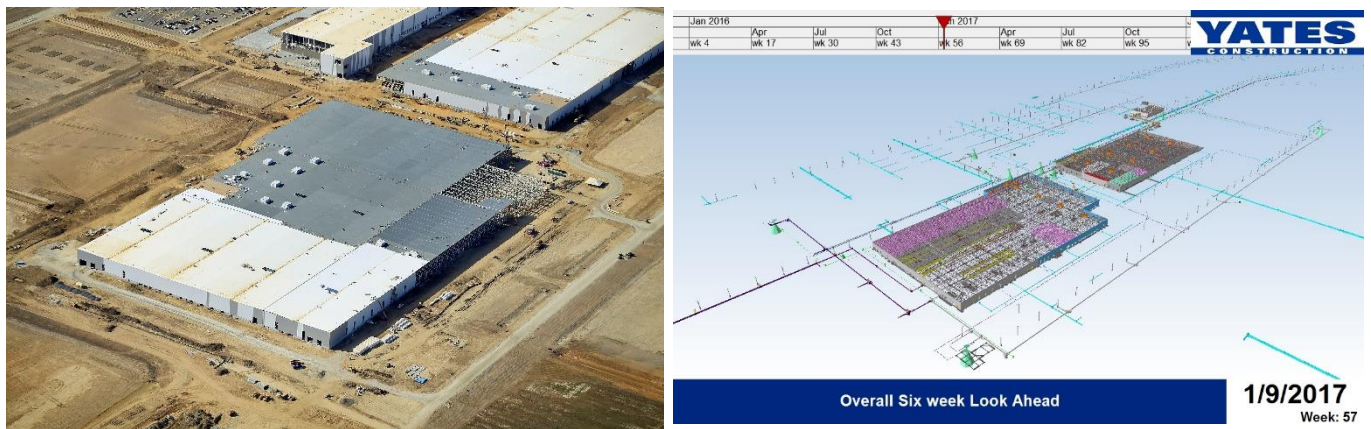 Jan 2016
Apr Jul Oct Apr Jul Oct
wk 4 wk 17 wk 30 wk 43 wk 56 wk 69 wk 82 wk 95
2017
YATES
CONSTRUCTION
Overall Six week Look Ahead
1/9/2017
Week: 57